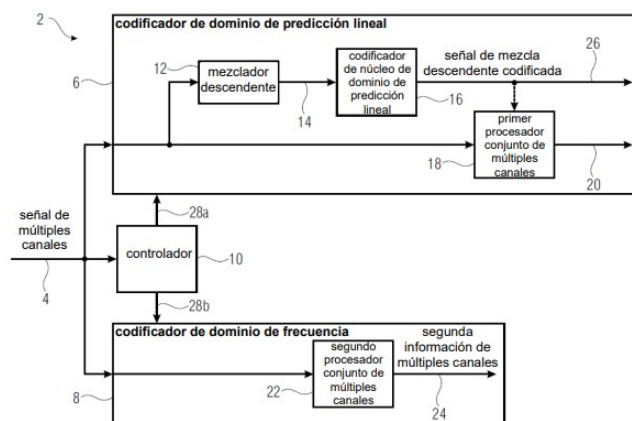 2
codificador de dominio de predicción lineal
6
12
mezclador
descendente
14
codificador
de núcleo de
dominio de
predicción
lineal
16
señal de mezcla
descendente codificada
26
primer
procesador
conjunto de
múltiples
canales
18
20
señal de
múltiples
canales
4
28a
controlador
10
28b
codificador de dominio de frecuencia
8
segundo
procesador
conjunto de
múltiples
canales
22
segunda
información de
múltiples canales
24